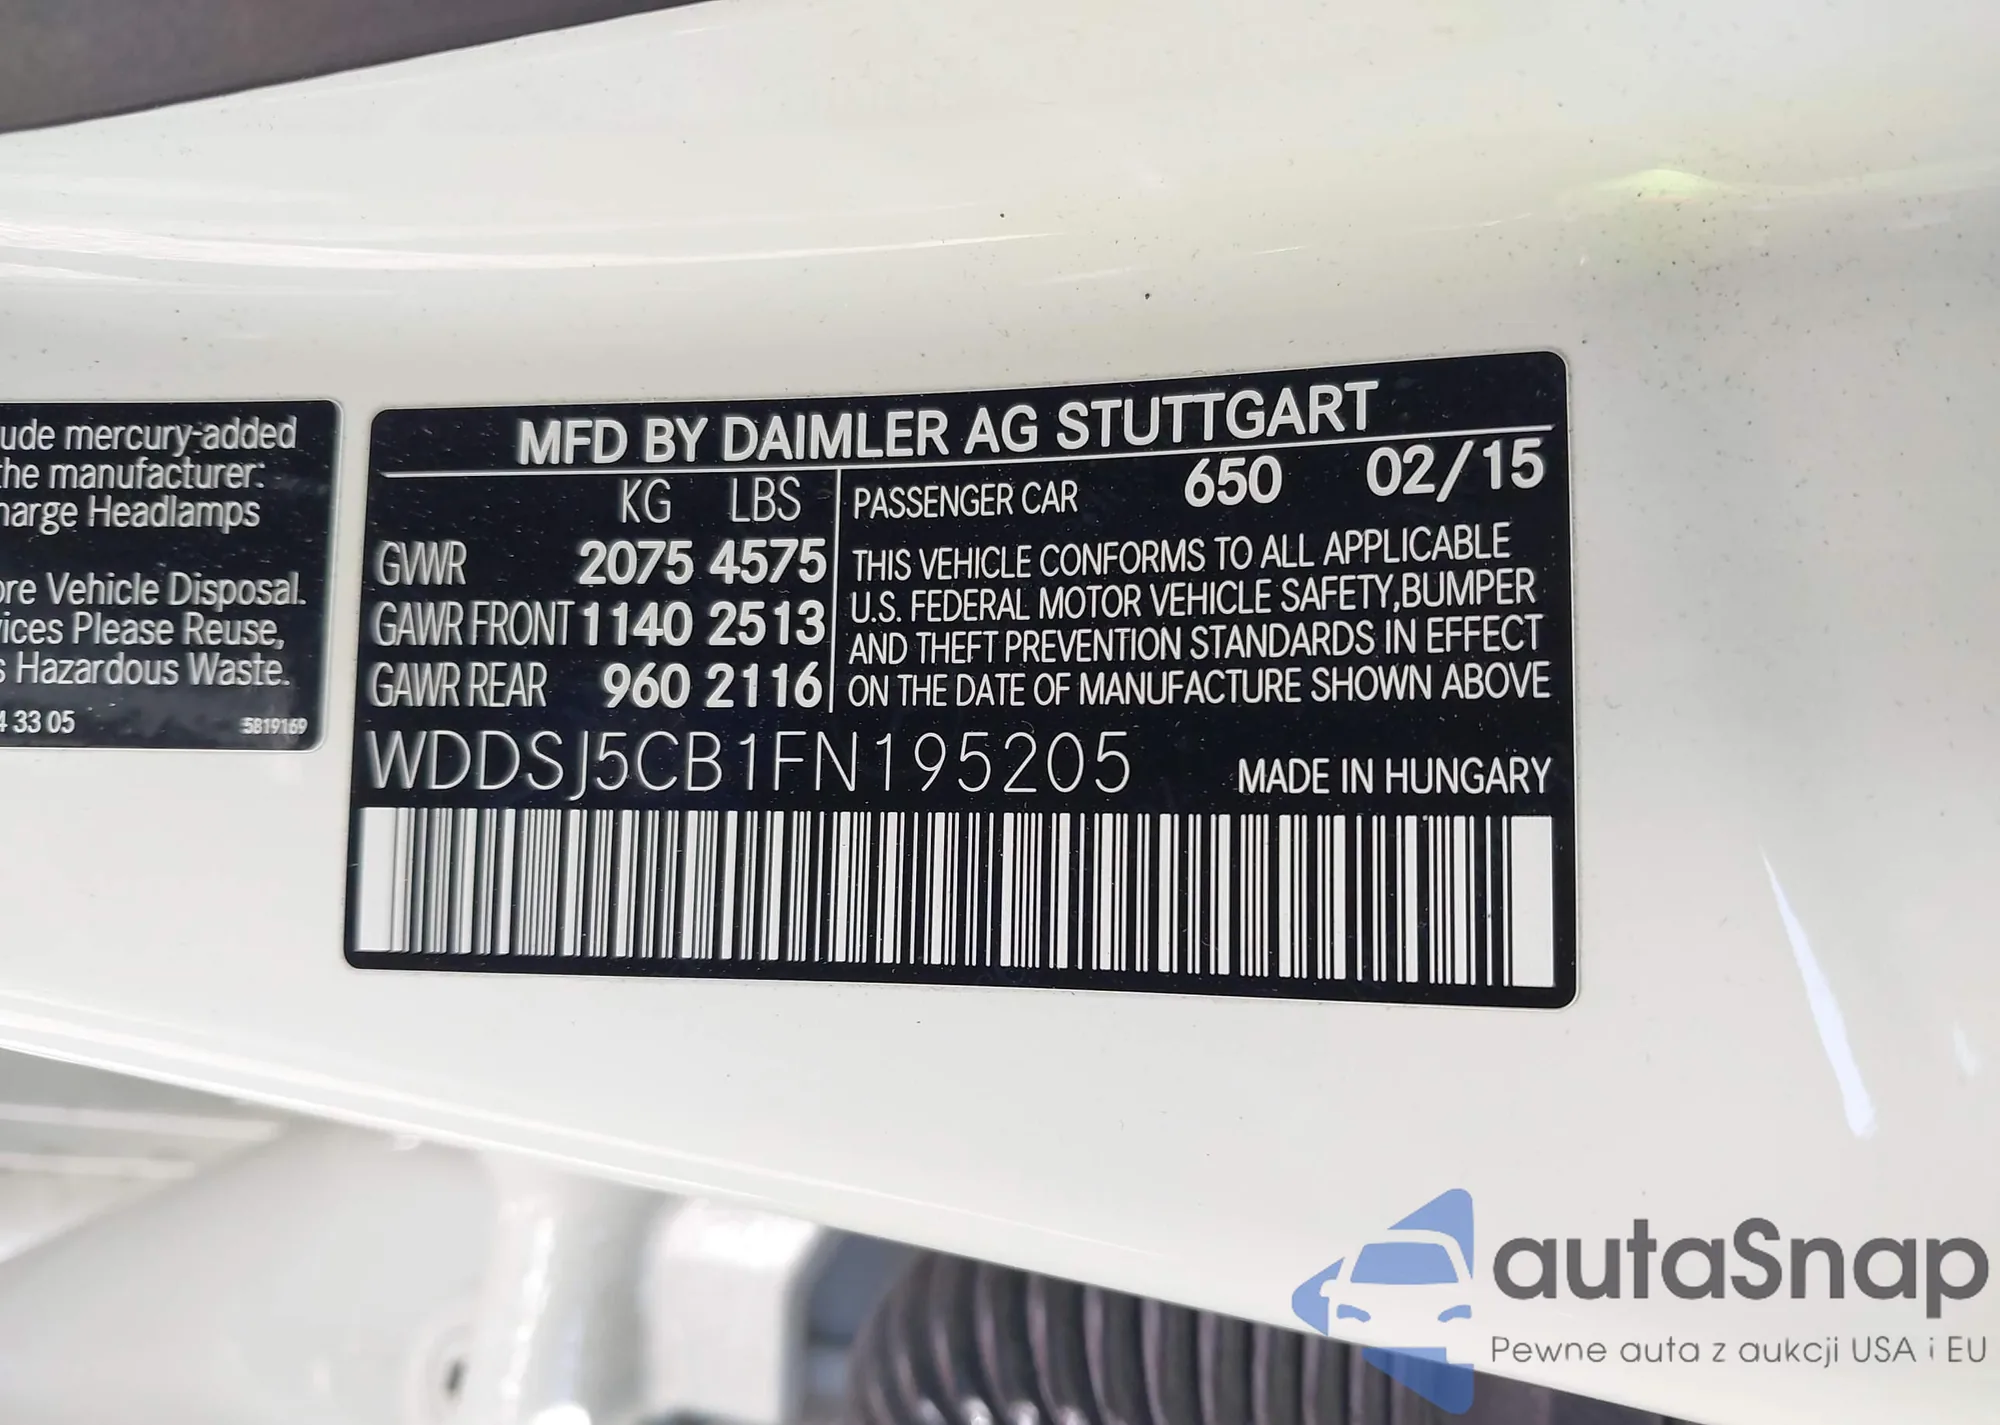 ude mercury-added
the manufacturer:
harge Headlamps
ore Vehicle Disposal.
vices Please Reuse,
s Hazardous Waste.
4 33 05
5819169
MFD BY DAIMLER AG STUTTGART
KG LBS
GVWR 2075 4575
GAWR FRONT 1140 2513
GAWR REAR 960 2116
PASSENGER CAR 650 02/15
THIS VEHICLE CONFORMS TO ALL APPLICABLE
U.S. FEDERAL MOTOR VEHICLE SAFETY,BUMPER
AND THEFT PREVENTION STANDARDS IN EFFECT
ON THE DATE OF MANUFACTURE SHOWN ABOVE
WDDSJ5CB1FN195205
MADE IN HUNGARY
autaSnap
Pewne auta z aukcji USA i EU